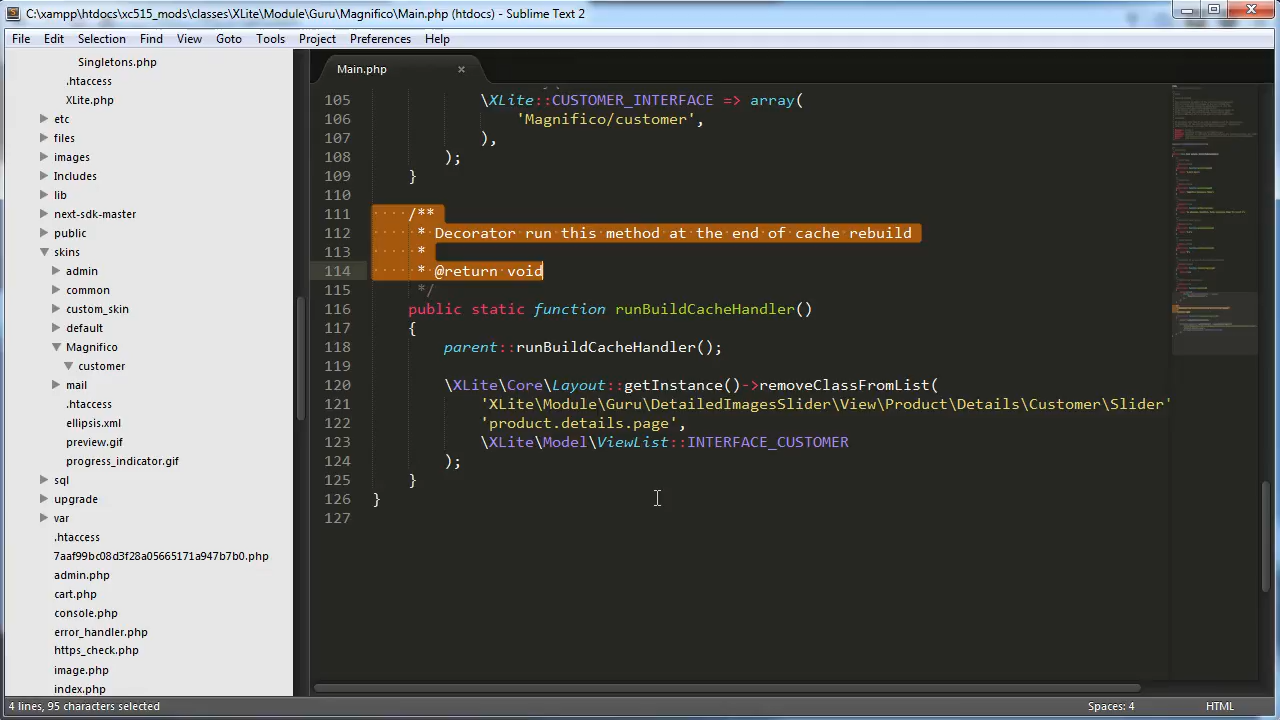 C:\xampp\htdocs\xc515_mods\classes\XLite\Module\Guru\Magnifico\Main.php (htdocs) - Sublime Text 2
File Edit Selection Find View Goto Tools Project Preferences Help
Singletons.php
.htaccess
XLite.php
etc
files
images
Includes
lib
next-sdk-master
public
skins
admin
common
custom_skin
default
Magnifico
customer
mail
.htaccess
ellipsis.xml
preview.gif
progress_indicator.gif
sql
upgrade
var
.htaccess
7aaf99bc08d3f28a05665171a947b7b0.php
admin.php
cart.php
console.php
error_handler.php
https_check.php
image.php
index.php
Main.php ×
105 \XLite::CUSTOMER_INTERFACE => array(
106 'Magnifico/customer',
107 ),
108 );
109 }
110
111 /**
112 * Decorator run this method at the end of cache rebuild
113 *
114 * @return void
115 */
116 public static function runBuildCacheHandler()
117 {
118 parent::runBuildCacheHandler();
119
120 \XLite\Core\Layout::getInstance()->removeClassFromList(
121 'XLite\Module\Guru\DetailedImagesSlider\View\Product\Details\Customer\Slider'
122 'product.details.page',
123 \XLite\Model\ViewList::INTERFACE_CUSTOMER
124 );
125 }
126 }
127
4 lines, 95 characters selected Spaces: 4 HTML